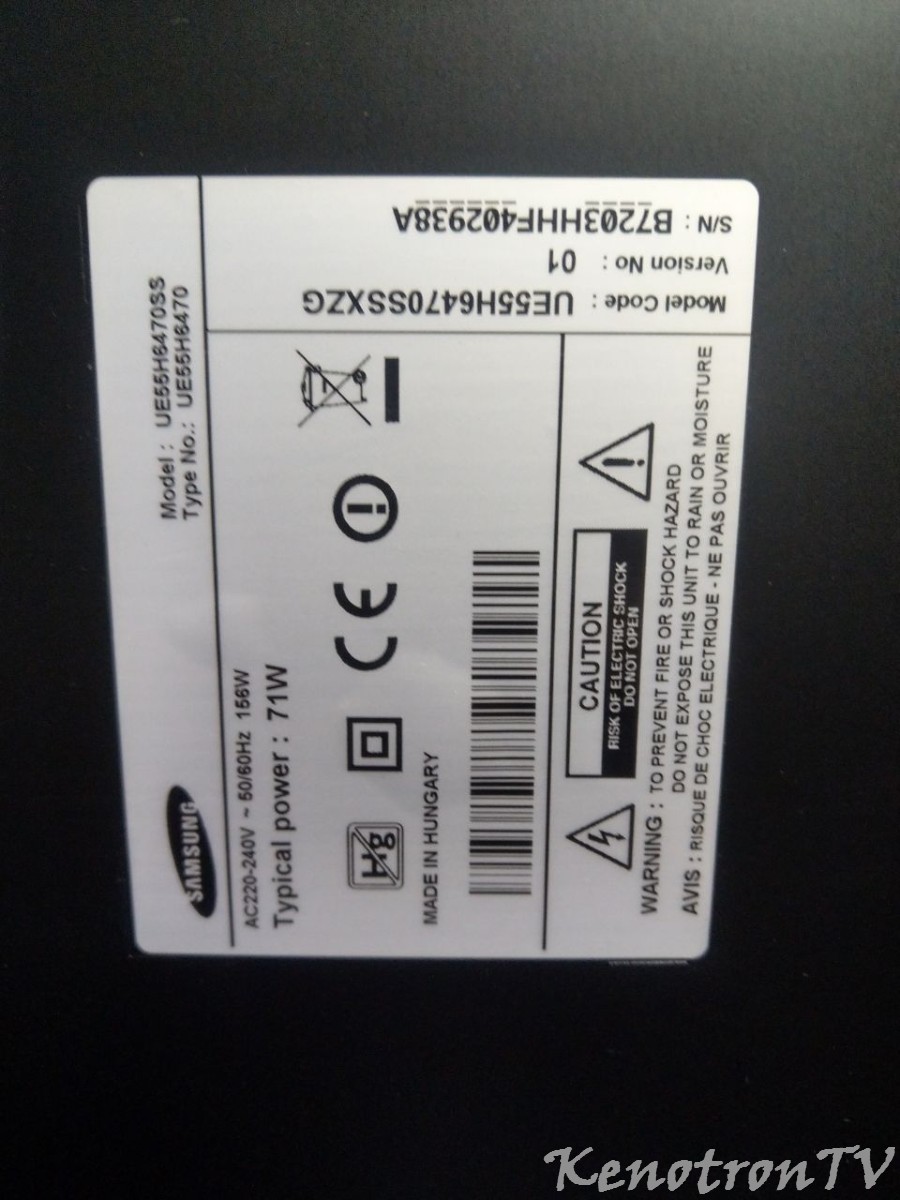 SAMSUNG
Model : UE55H6470SS
Type No.: UE55H6470
AC220-240V ~ 50/60Hz 156W
Typical power : 71W
Hg
CE
MADE IN HUNGARY
CAUTION
RISK OF ELECTRIC SHOCK
DO NOT OPEN
WARNING : TO PREVENT FIRE OR SHOCK HAZARD
DO NOT EXPOSE THIS UNIT TO RAIN OR MOISTURE
AVIS : RISQUE DE CHOC ELECTRIQUE - NE PAS OUVRIR
Model Code : UE55H6470SSXZG
Version No : 01
S/N : B7203HHF402938A
KenotronTV